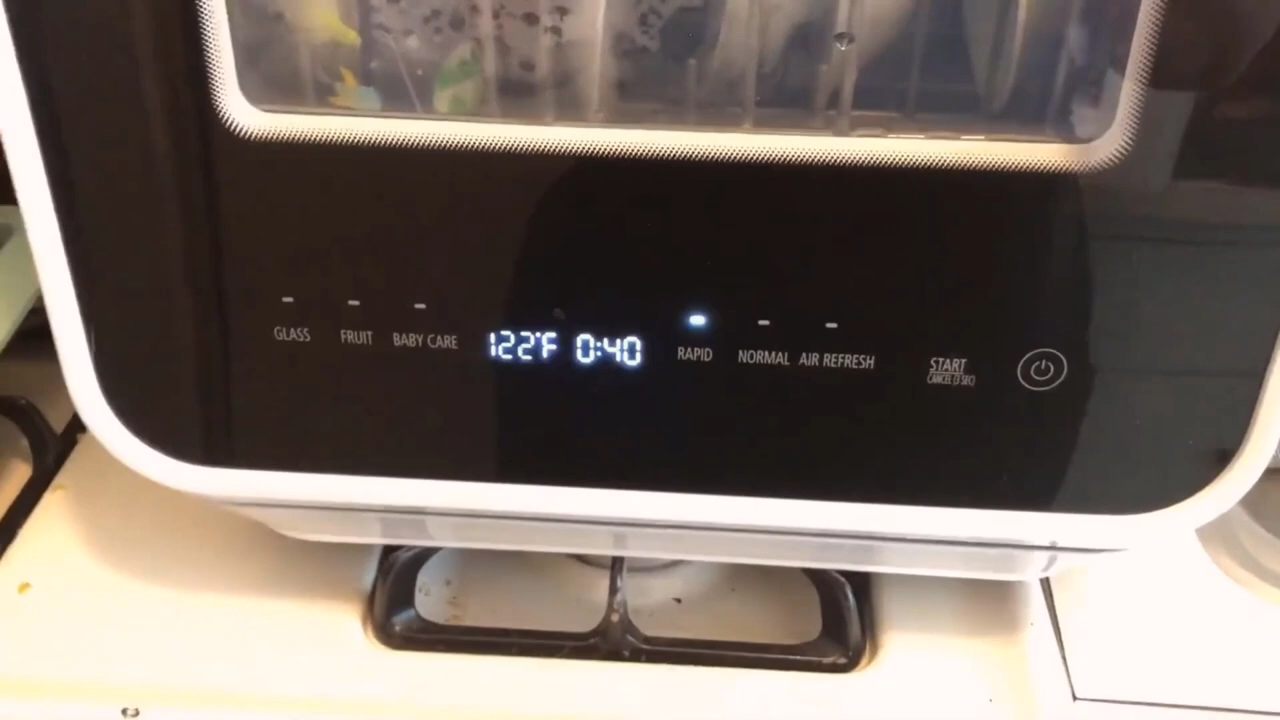 GLASS FRUIT BABY CARE 122°F 0:40 RAPID NORMAL AIR REFRESH START
CANCEL (3 SEC)